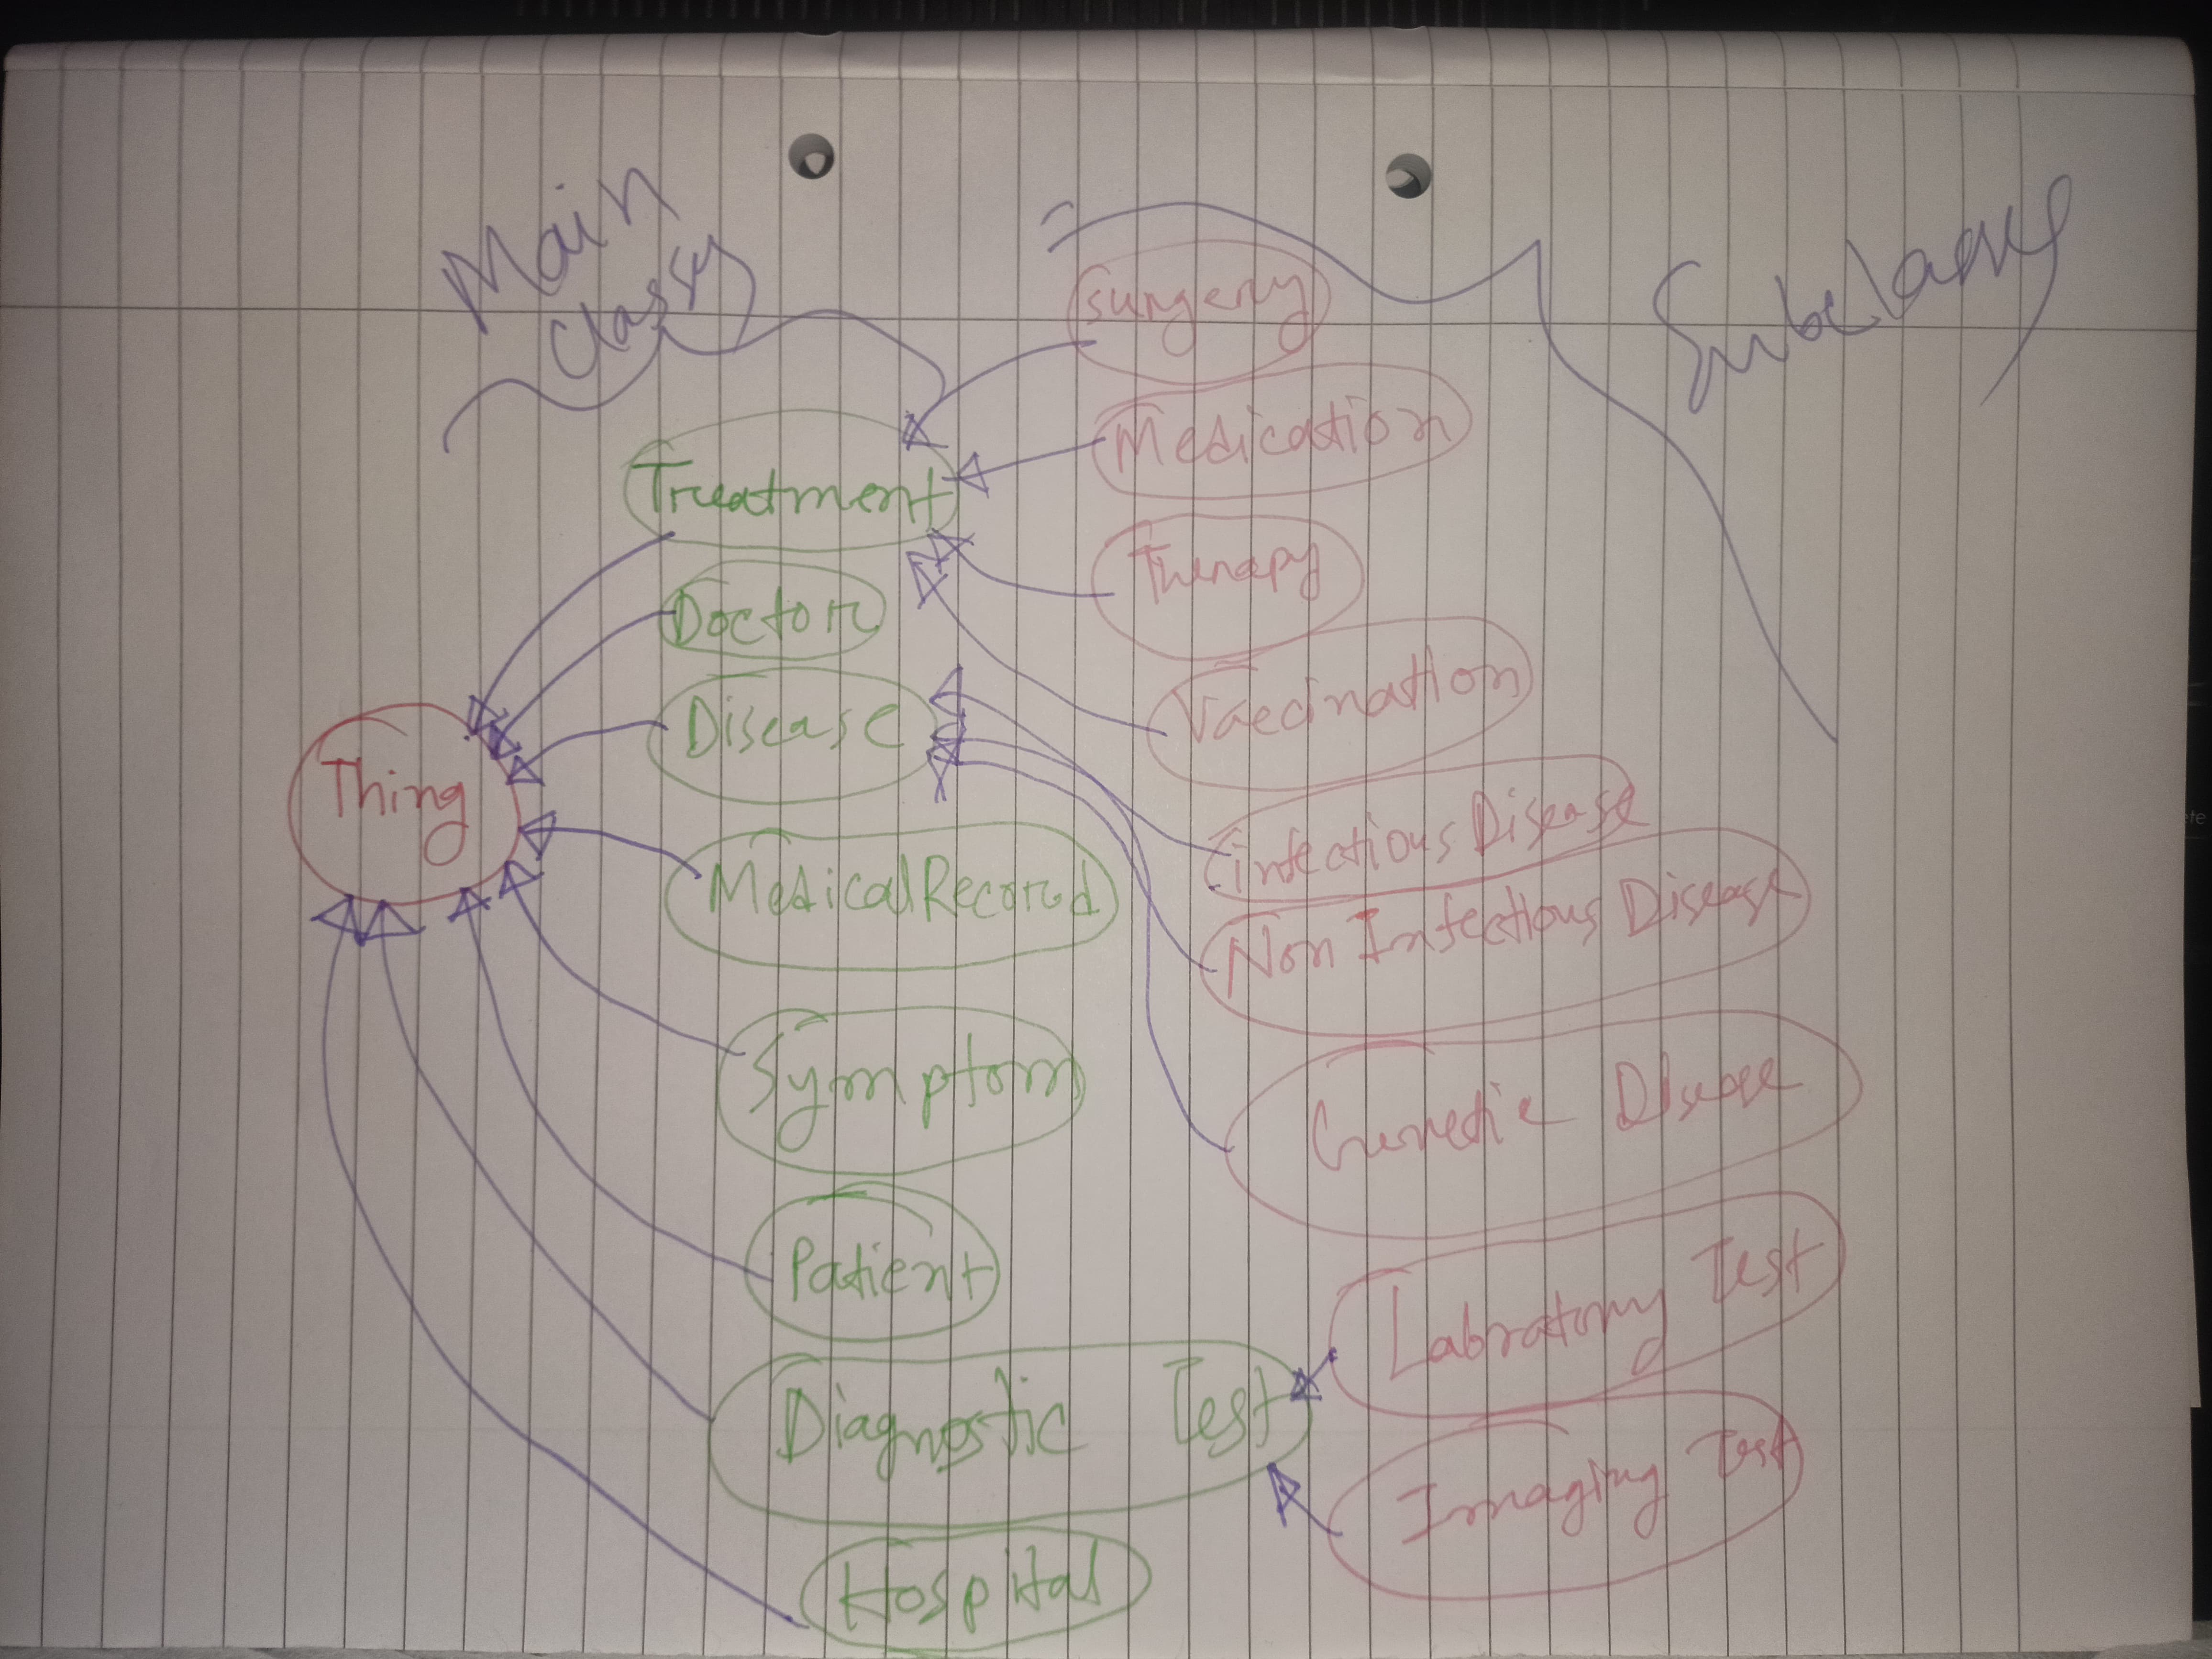 Main
Classes
Subclasses
Thing
Treatment
Doctor
Disease
MedicalRecord
Symptom
Patient
Diagnostic Test
Hospital
surgery
Medication
Therapy
Vaccination
infectious Disease
Non Infectious Disease
Genetic Disease
Labratory Test
Imaging Test